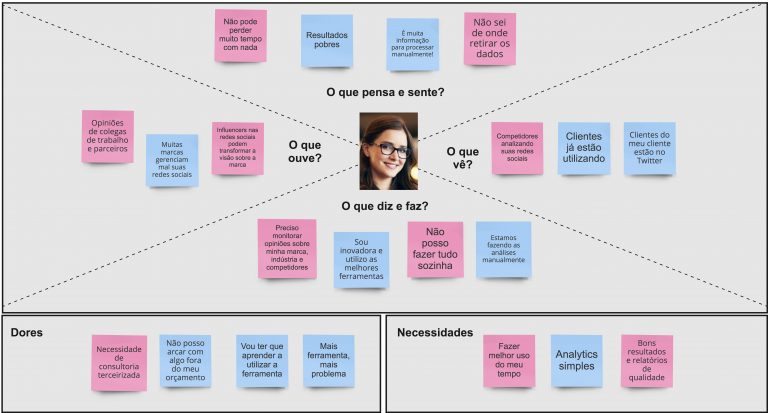 Não pode
perder
muito tempo
com nada
Resultados
pobres
É muita
informação
para processar
manualmente!
Não sei
de onde
retirar os
dados
O que pensa e sente?
Opiniões
de colegas
de trabalho
e parceiros
Muitas
marcas
gerenciam
mal suas
redes sociais
Influencers nas
redes sociais
podem
transformar a
visão sobre a
marca
O que
ouve?
O que
vê?
Competidores
analizando
suas redes
sociais
Clientes
já estão
utilizando
Clientes do
meu cliente
estão no
Twitter
O que diz e faz?
Preciso
monitorar
opiniões sobre
minha marca,
indústria e
competidores
Sou
inovadora e
utilizo as
melhores
ferramentas
Não
posso
fazer tudo
sozinha
Estamos
fazendo as
análises
manualmente
Dores
Necessidade
de
consultoria
terceirizada
Não posso
arcar com
algo fora
do meu
orçamento
Vou ter que
aprender a
utilizar a
ferramenta
Mais
ferramenta,
mais
problema
Necessidades
Fazer
melhor uso
do meu
tempo
Analytics
simples
Bons
resultados
e relatórios
de
qualidade